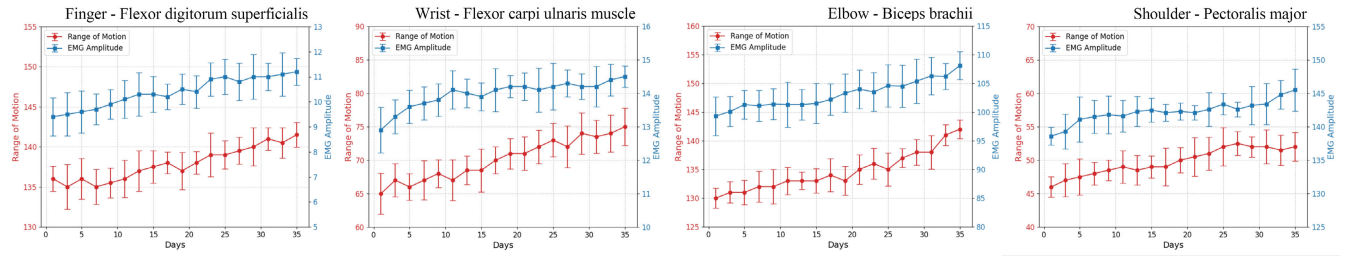 Finger - Flexor digitorum superficialis
Range of Motion
EMG Amplitude
155
150
145
140
135
130
Range of Motion
13
12
11
10
9
8
7
6
5
EMG Amplitude
0 5 10 15 20 25 30 35
Days
Wrist - Flexor carpi ulnaris muscle
Range of Motion
EMG Amplitude
90
85
80
75
70
65
60
Range of Motion
16
15
14
13
12
11
10
EMG Amplitude
0 5 10 15 20 25 30 35
Days
Elbow - Biceps brachii
Range of Motion
EMG Amplitude
160
155
150
145
140
135
130
125
Range of Motion
115
110
105
100
95
90
85
80
EMG Amplitude
0 5 10 15 20 25 30 35
Days
Shoulder - Pectoralis major
Range of Motion
EMG Amplitude
70
65
60
55
50
45
40
Range of Motion
155
150
145
140
135
130
125
EMG Amplitude
0 5 10 15 20 25 30 35
Days